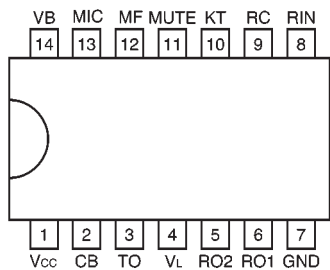 VB MIC MF MUTE KT RC RIN
14 13 12 11 10 9 8
1 2 3 4 5 6 7
VCC CB TO VL RO2 RO1 GND